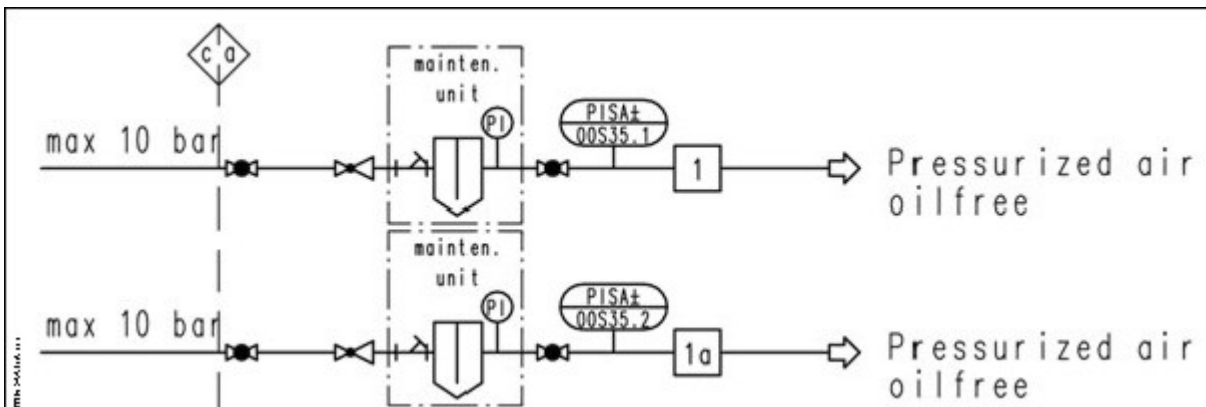 c a
mainten.
unit
max 10 bar
PI
PISA±
00S35.1
1
Pressurized air
oilfree
mainten.
unit
max 10 bar
PI
PISA±
00S35.2
1a
Pressurized air
oilfree